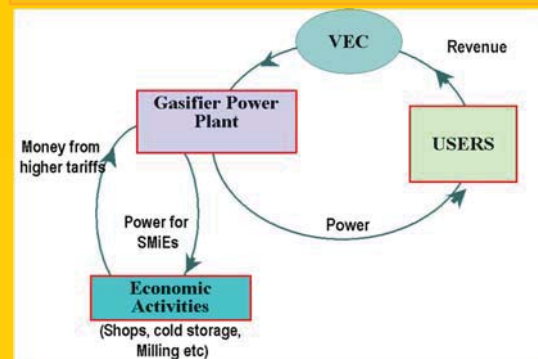 VEC
Revenue
Gasifier Power
Plant
Money from
higher tariffs
USERS
Power for
SMiEs
Power
Economic
Activities
(Shops, cold storage,
Milling etc)